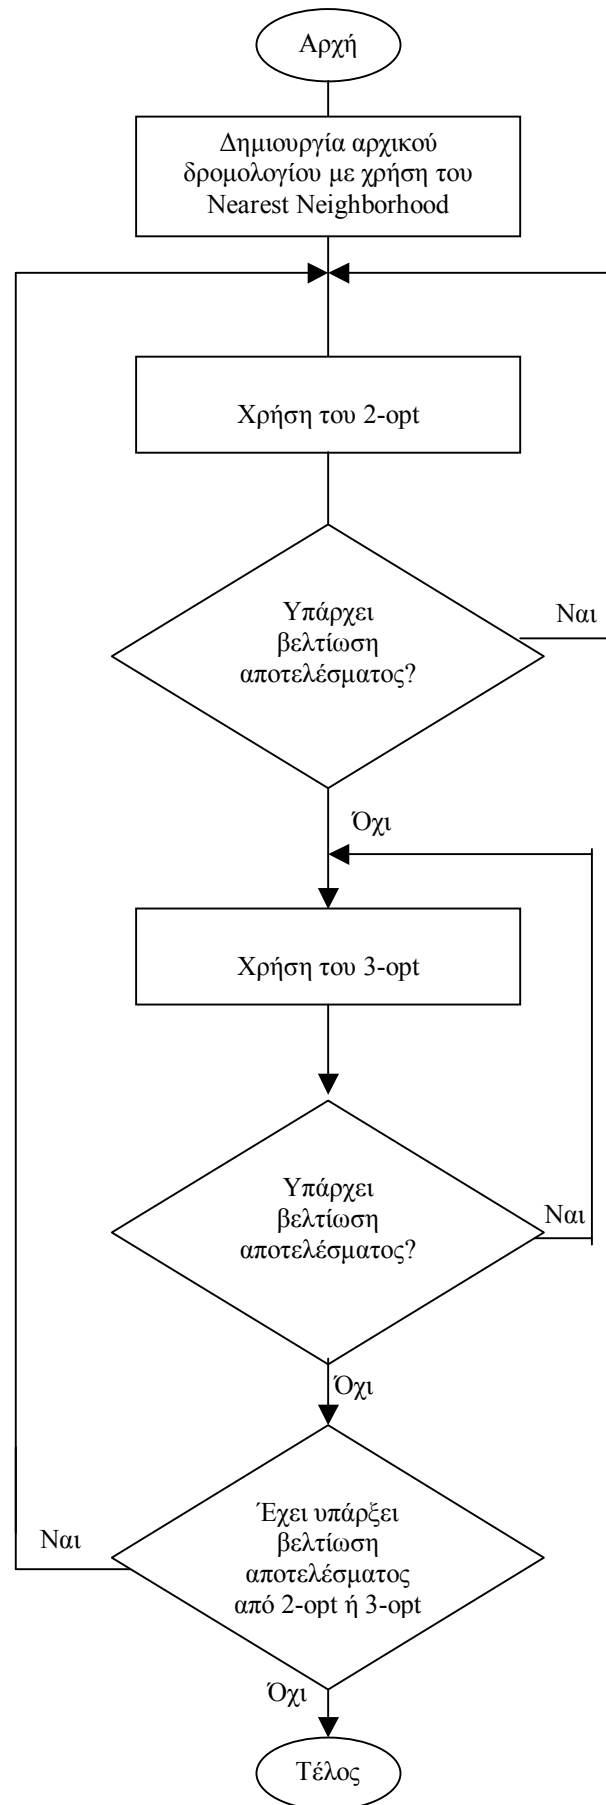 Αρχή
Δημιουργία αρχικού
δρομολογίου με χρήση του
Nearest Neighborhood
Χρήση του 2-opt
Υπάρχει
βελτίωση
αποτελέσματος?
Ναι
Όχι
Χρήση του 3-opt
Υπάρχει
βελτίωση
αποτελέσματος?
Ναι
Όχι
Έχει υπάρξει
βελτίωση
αποτελέσματος
από 2-opt ή 3-opt
Ναι
Όχι
Τέλος